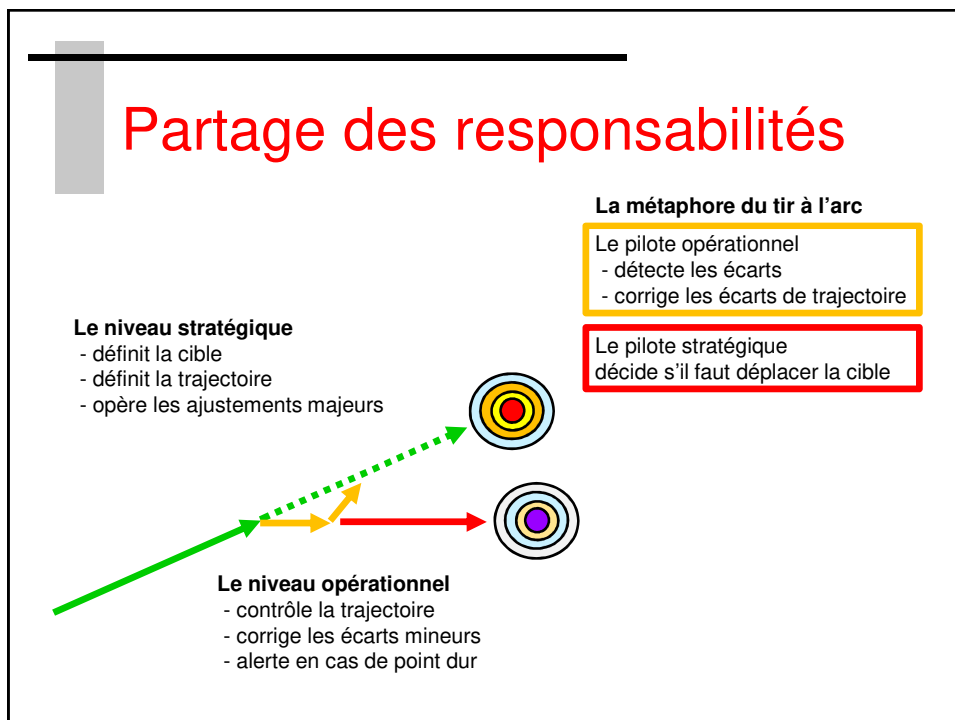 Partage des responsabilités
La métaphore du tir à l’arc
Le pilote opérationnel
- détecte les écarts
- corrige les écarts de trajectoire
Le pilote stratégique
décide s’il faut déplacer la cible
Le niveau stratégique
- définit la cible
- définit la trajectoire
- opère les ajustements majeurs
Le niveau opérationnel
- contrôle la trajectoire
- corrige les écarts mineurs
- alerte en cas de point dur